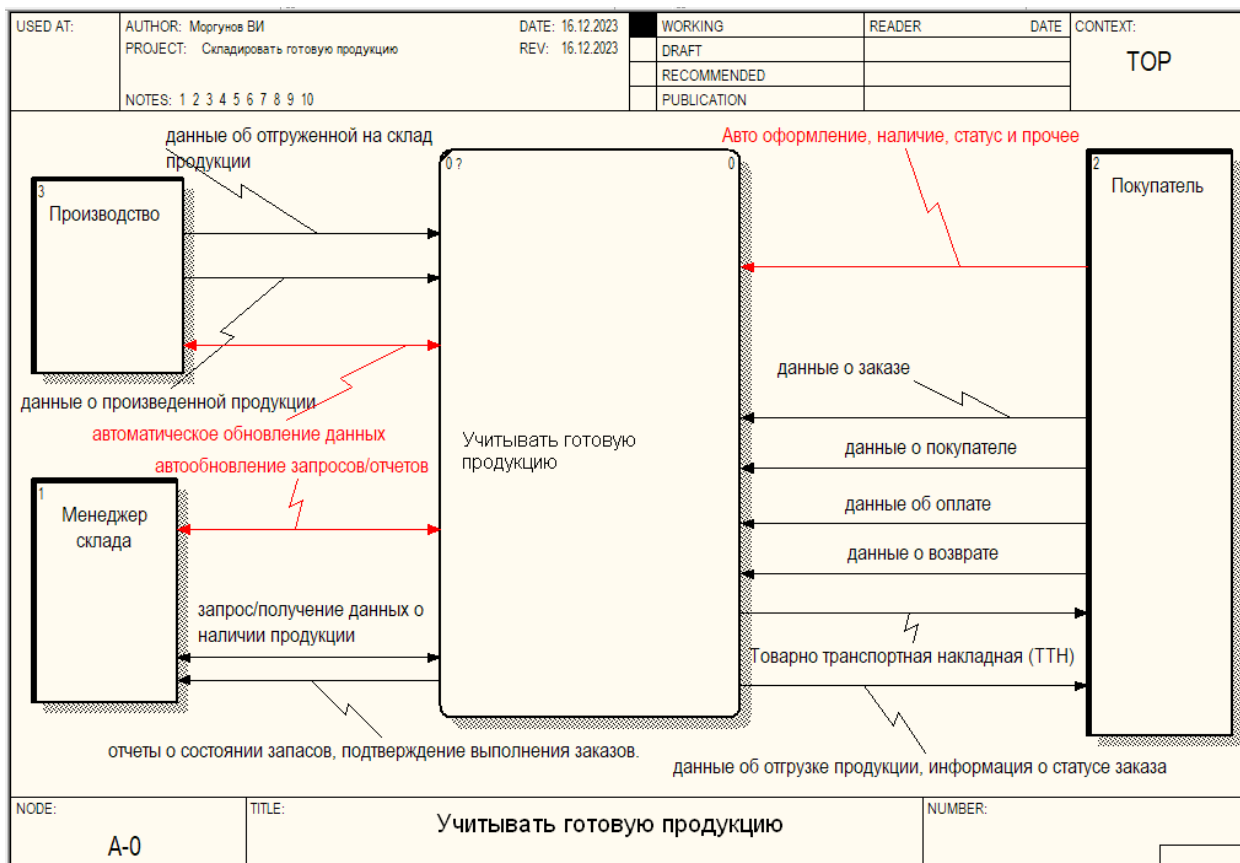 USED AT:
AUTHOR: Моргунов ВИ
DATE: 16.12.2023
PROJECT: Складировать готовую продукцию
REV: 16.12.2023
NOTES: 1 2 3 4 5 6 7 8 9 10
WORKING
DRAFT
RECOMMENDED
PUBLICATION
READER
DATE
CONTEXT:
TOP
данные об отгруженной на склад
продукции
Авто оформление, наличие, статус и прочее
3
Производство
0 ?
0
2
Покупатель
данные о заказе
данные о произведенной продукции
автоматическое обновление данных
автообновление запросов/отчетов
Учитывать готовую
продукцию
данные о покупателе
1
Менеджер
склада
данные об оплате
данные о возврате
запрос/получение данных о
наличии продукции
Товарно транспортная накладная (ТТН)
отчеты о состоянии запасов, подтверждение выполнения заказов.
данные об отгрузке продукции, информация о статусе заказа
NODE:
A-0
TITLE:
Учитывать готовую продукцию
NUMBER: